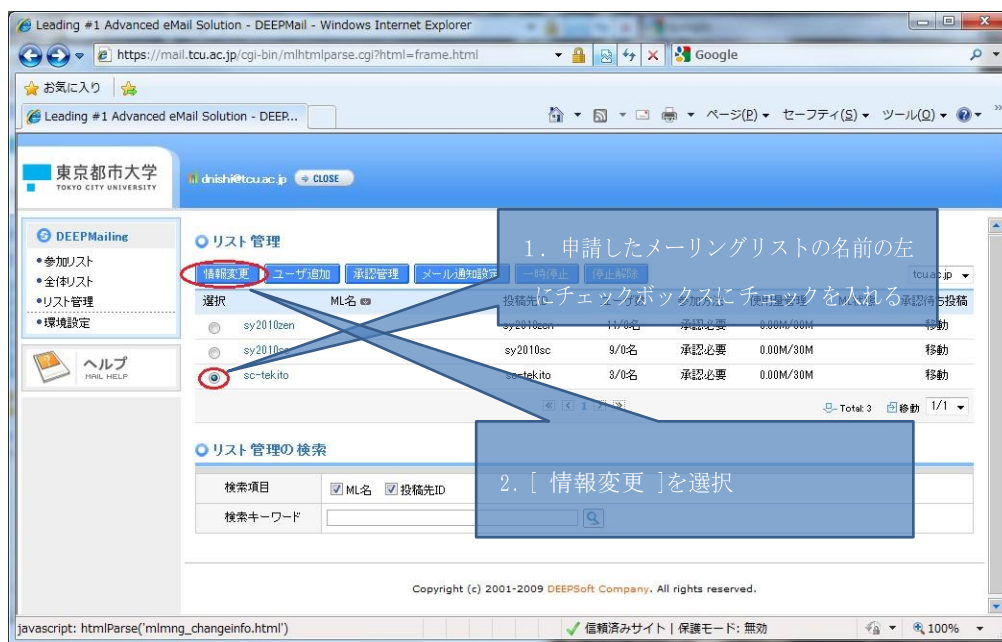 Leading #1 Advanced eMail Solution - DEEPMail - Windows Internet Explorer
https://mail.tcu.ac.jp/cgi-bin/mlhtmlparse.cgi?html=frame.html
Google
お気に入り
Leading #1 Advanced eMail Solution - DEEP...
ページ(P) セーフティ(S) ツール(O)
東京都市大学
TOKYO CITY UNIVERSITY
dnishi@tcu.ac.jp CLOSE
DEEPMailing
•参加リスト
•全体リスト
•リスト管理
•環境設定
ヘルプ
MAIL HELP
リスト管理
情報変更 ユーザ追加 承認管理 メール通知設定 一時停止 停止解除 tcu.ac.jp
1. 申請したメーリングリストの名前の左
にチェックボックスにチェックを入れる
選択 ML名 投稿先ID ユーザ数 参加方法 承認待ち投稿
sy2010zen sy2010zen 11/0名 承認必要 0.00M/30M 移動
sy2010sc sy2010sc 9/0名 承認必要 0.00M/30M 移動
sc-tekito sc-tekito 3/0名 承認必要 0.00M/30M 移動
1 Total: 3 移動 1/1
リスト管理の検索
検索項目 ML名 投稿先ID
検索キーワード
2. [ 情報変更 ]を選択
Copyright (c) 2001-2009 DEEPSoft Company. All rights reserved.
javascript: htmlParse('mlmng_changeinfo.html') 信頼済みサイト | 保護モード: 無効 100%